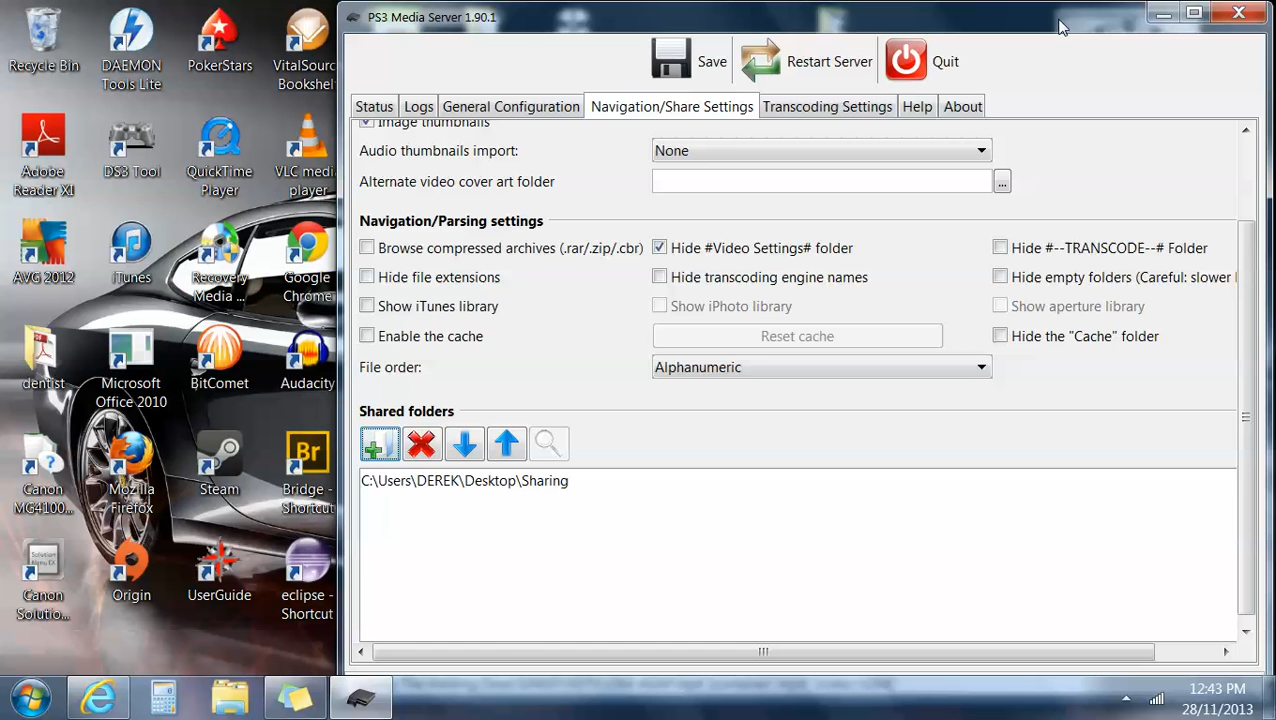 PS3 Media Server 1.90.1
Save
Restart Server
Quit
Status
Logs
General Configuration
Navigation/Share Settings
Transcoding Settings
Help
About
Image thumbnails
Audio thumbnails import:
None
Alternate video cover art folder
...
Navigation/Parsing settings
Browse compressed archives (.rar/.zip/.cbr)
Hide #Video Settings# folder
Hide #--TRANSCODE--# Folder
Hide file extensions
Hide transcoding engine names
Hide empty folders (Careful: slower
Show iTunes library
Show iPhoto library
Show aperture library
Enable the cache
Reset cache
Hide the "Cache" folder
File order:
Alphanumeric
Shared folders
C:\Users\DEREK\Desktop\Sharing
Recycle Bin
DAEMON
Tools Lite
PokerStars
VitalSource
Bookshelf
Adobe
Reader XI
DS3 Tool
QuickTime
Player
VLC media
player
AVG 2012
iTunes
Recovery
Media ...
Google
Chrome
dentist
Microsoft
Office 2010
BitComet
Audacity
Canon
MG4100...
Mozilla
Firefox
Steam
Br
Bridge -
Shortcut
Solution
Menu EX
Canon
Solutio...
Origin
UserGuide
eclipse -
Shortcut
12:43 PM
28/11/2013